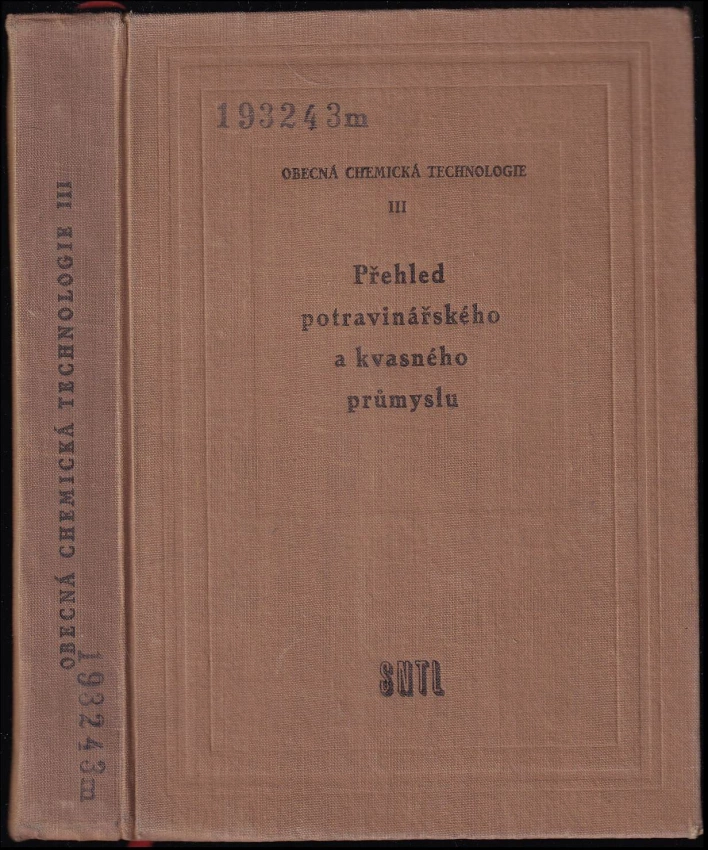 OBECNÁ CHEMICKÁ TECHNOLOGIE III
193243m
193243m
OBECNÁ CHEMICKÁ TECHNOLOGIE
III
Přehled
potravinářského
a kvasného
průmyslu
SNTL